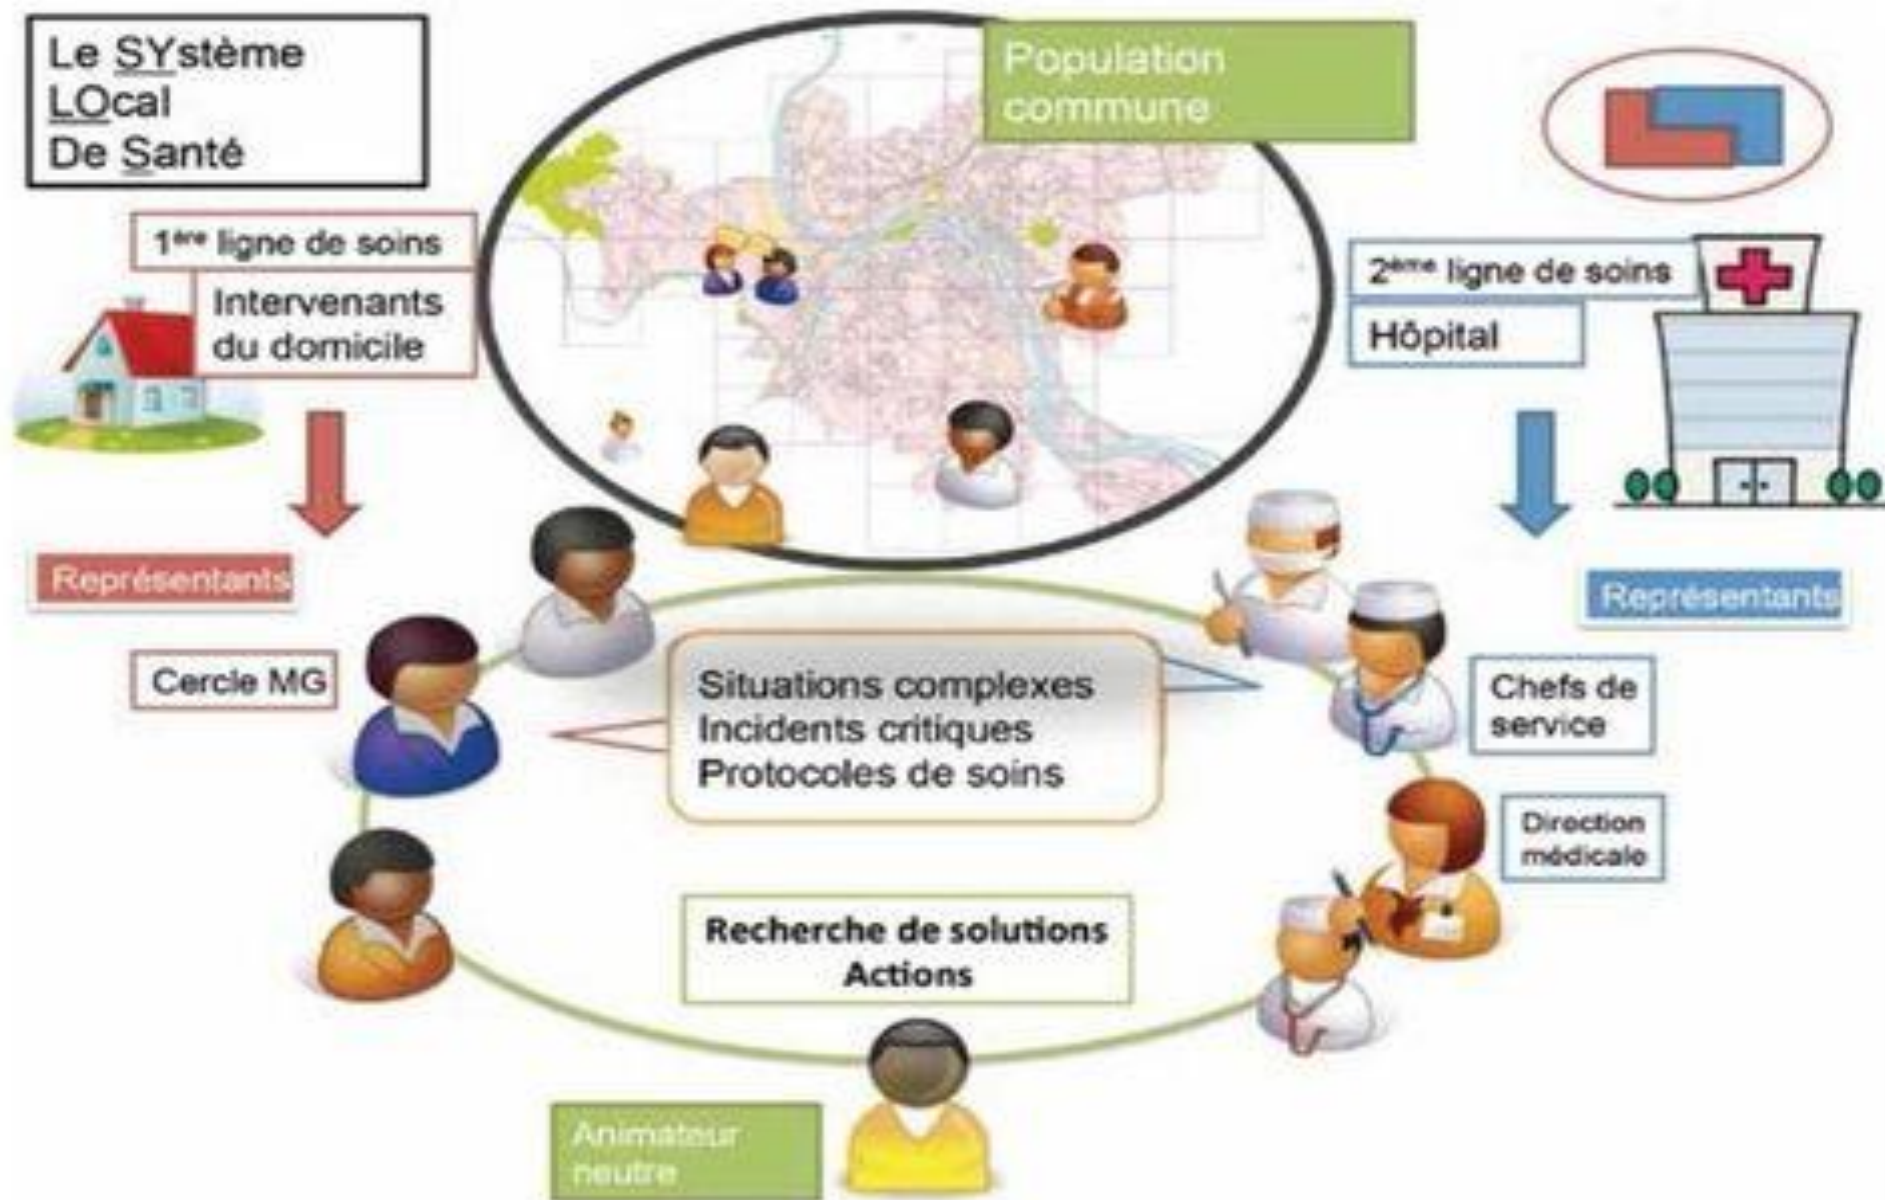 Le SYstème
LOcal
De Santé
Population
commune
1ère ligne de soins
Intervenants
du domicile
2ème ligne de soins
Hôpital
Représentants
Représentants
Cercle MG
Situations complexes
Incidents critiques
Protocoles de soins
Chefs de
service
Direction
médicale
Recherche de solutions
Actions
Animateur
neutre